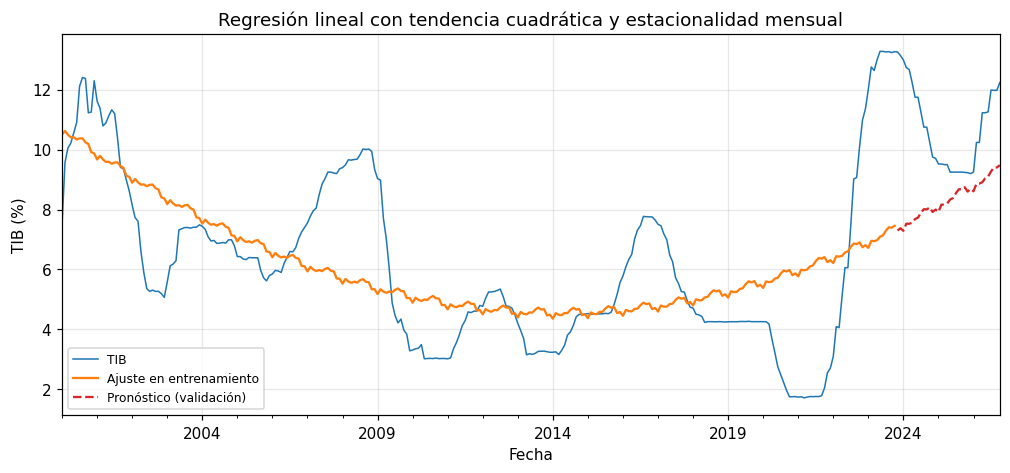 Regresión lineal con tendencia cuadrática y estacionalidad mensual
TIB (%)
12
10
8
6
4
2
TIB
Ajuste en entrenamiento
Pronóstico (validación)
2004
2009
2014
2019
2024
Fecha